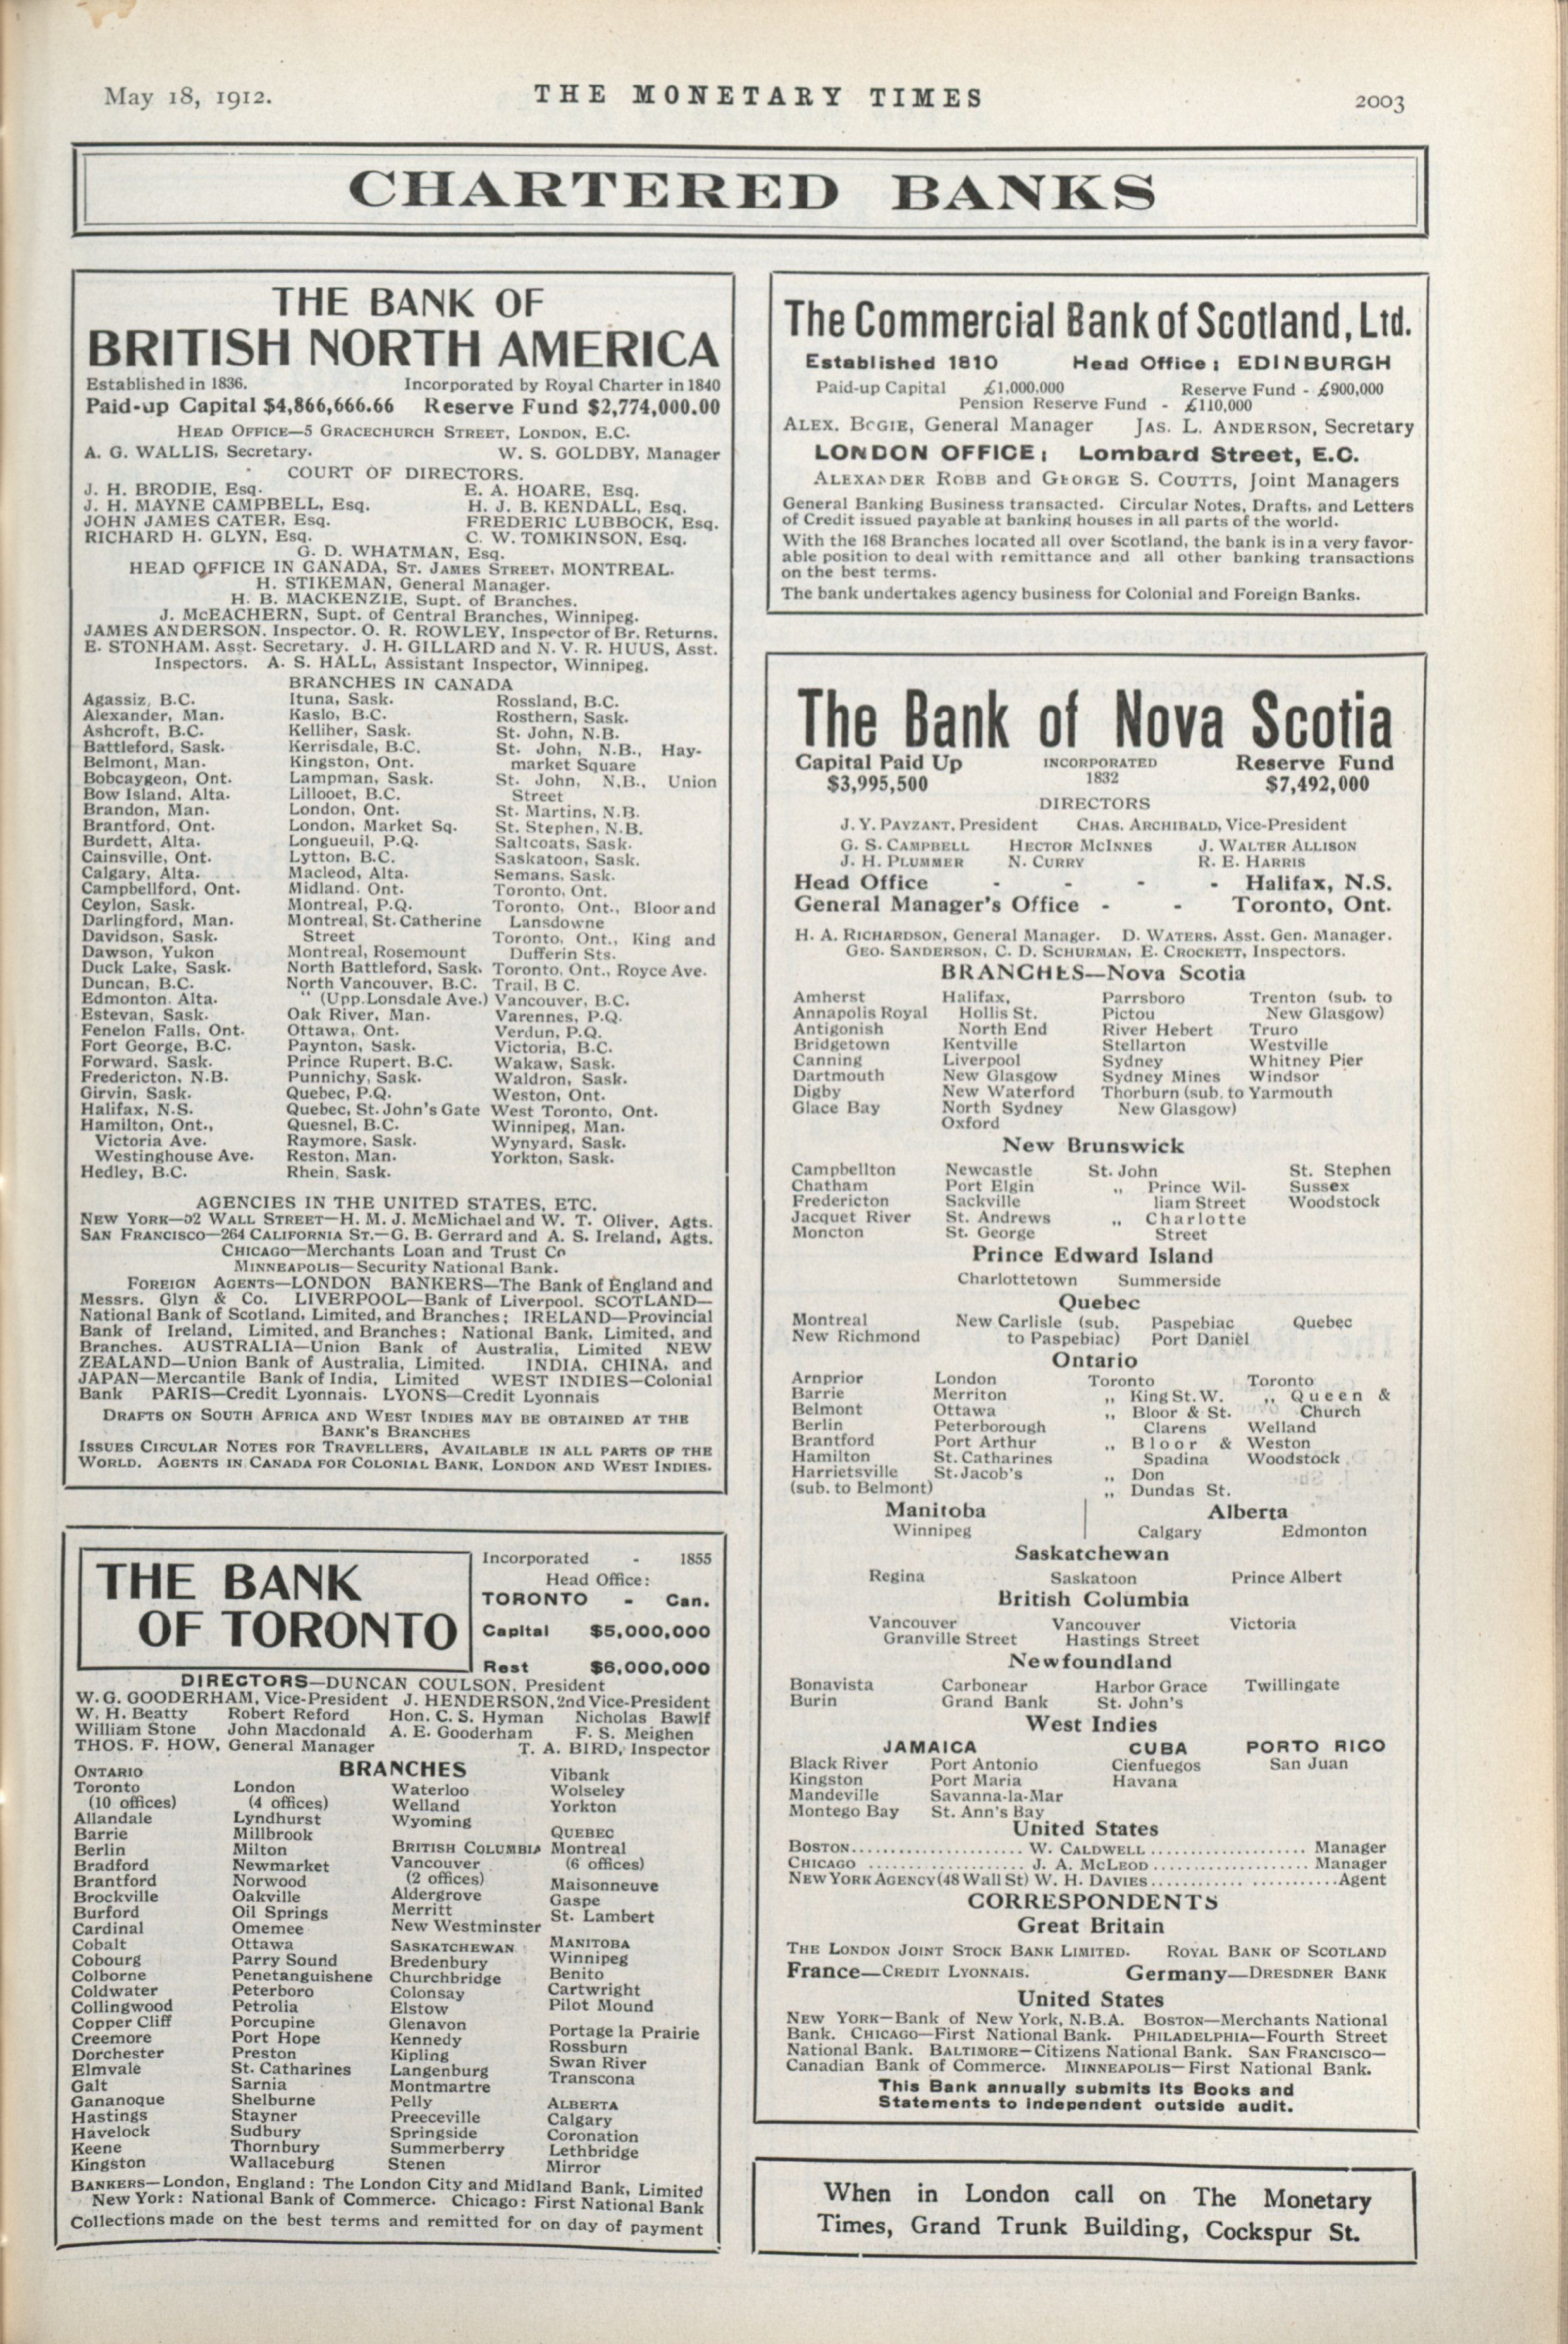 May 18, 1912.
THE MONETARY TIMES
2003
CHARTERED BANKS
THE BANK OF
BRITISH NORTH AMERICA
Established in 1836. Incorporated by Royal Charter in 1840
Paid-up Capital $4,866,666.66 Reserve Fund $2,774,000.00
HEAD OFFICE—5 GRACECHURCH STREET, LONDON, E.C.
A. G. WALLIS, Secretary. W. S. GOLDBY, Manager
COURT OF DIRECTORS.
J. H. BRODIE, Esq. E. A. HOARE, Esq.
J. H. MAYNE CAMPBELL, Esq. H. J. B. KENDALL, Esq.
JOHN JAMES CATER, Esq. FREDERIC LUBBOCK, Esq.
RICHARD H. GLYN, Esq. C. W. TOMKINSON, Esq.
G. D. WHATMAN, Esq.
HEAD OFFICE IN CANADA, ST. JAMES STREET, MONTREAL.
H. STIKEMAN, General Manager.
H. B. MACKENZIE, Supt. of Branches.
J. McEACHERN, Supt. of Central Branches, Winnipeg.
JAMES ANDERSON, Inspector. O. R. ROWLEY, Inspector of Br. Returns.
E. STONHAM, Asst. Secretary. J. H. GILLARD and N. V. R. HUUS, Asst.
Inspectors. A. S. HALL, Assistant Inspector, Winnipeg.
BRANCHES IN CANADA
Agassiz, B.C.
Alexander, Man.
Ashcroft, B.C.
Battleford, Sask.
Belmont, Man.
Bobcaygeon, Ont.
Bow Island, Alta.
Brandon, Man.
Brantford, Ont.
Burdett, Alta.
Cainsville, Ont.
Calgary, Alta.
Campbellford, Ont.
Ceylon, Sask.
Darlingford, Man.
Davidson, Sask.
Dawson, Yukon
Duck Lake, Sask.
Duncan, B.C.
Edmonton, Alta.
Estevan, Sask.
Fenelon Falls, Ont.
Fort George, B.C.
Forward, Sask.
Fredericton, N.B.
Girvin, Sask.
Halifax, N.S.
Hamilton, Ont.,
Victoria Ave.
Westinghouse Ave.
Hedley, B.C.
Ituna, Sask.
Kaslo, B.C.
Kelliher, Sask.
Kerrisdale, B.C.
Kingston, Ont.
Lampman, Sask.
Lillooet, B.C.
London, Ont.
London, Market Sq.
Longueuil, P.Q.
Lytton, B.C.
Macleod, Alta.
Midland, Ont.
Montreal, P.Q.
Montreal, St. Catherine
Street
Montreal, Rosemount
North Battleford, Sask.
North Vancouver, B.C.
" (Upp.Lonsdale Ave.)
Oak River, Man.
Ottawa, Ont.
Paynton, Sask.
Prince Rupert, B.C.
Punnichy, Sask.
Quebec, P.Q.
Quebec, St. John's Gate
Quesnel, B.C.
Raymore, Sask.
Reston, Man.
Rhein, Sask.
Rossland, B.C.
Rosthern, Sask.
St. John, N.B.
St. John, N.B., Hay-
market Square
St. John, N.B., Union
Street
St. Martins, N.B.
St. Stephen, N.B.
Saltcoats, Sask.
Saskatoon, Sask.
Semans, Sask.
Toronto, Ont.
Toronto, Ont., Bloor and
Lansdowne
Toronto, Ont., King and
Dufferin Sts.
Toronto, Ont., Royce Ave.
Trail, B C.
Vancouver, B.C.
Varennes, P.Q.
Verdun, P.Q.
Victoria, B.C.
Wakaw, Sask.
Waldron, Sask.
Weston, Ont.
West Toronto, Ont.
Winnipeg, Man.
Wynyard, Sask.
Yorkton, Sask.
AGENCIES IN THE UNITED STATES, ETC.
NEW YORK—52 WALL STREET—H. M. J. McMichael and W. T. Oliver, Agts.
SAN FRANCISCO—264 CALIFORNIA ST.—G. B. Gerrard and A. S. Ireland, Agts.
CHICAGO—Merchants Loan and Trust Co
MINNEAPOLIS—Security National Bank.
FOREIGN AGENTS—LONDON BANKERS—The Bank of England and
Messrs. Glyn & Co. LIVERPOOL—Bank of Liverpool. SCOTLAND—
National Bank of Scotland, Limited, and Branches; IRELAND—Provincial
Bank of Ireland, Limited, and Branches; National Bank, Limited, and
Branches. AUSTRALIA—Union Bank of Australia, Limited NEW
ZEALAND—Union Bank of Australia, Limited. INDIA, CHINA, and
JAPAN—Mercantile Bank of India, Limited WEST INDIES—Colonial
Bank PARIS—Credit Lyonnais. LYONS—Credit Lyonnais
DRAFTS ON SOUTH AFRICA AND WEST INDIES MAY BE OBTAINED AT THE
BANK'S BRANCHES
ISSUES CIRCULAR NOTES FOR TRAVELLERS, AVAILABLE IN ALL PARTS OF THE
WORLD. AGENTS IN CANADA FOR COLONIAL BANK, LONDON AND WEST INDIES.
THE BANK
OF TORONTO
Incorporated - 1855
Head Office:
TORONTO - Can.
Capital $5,000,000
Rest $6,000,000
DIRECTORS—DUNCAN COULSON, President
W. G. GOODERHAM, Vice-President J. HENDERSON, 2nd Vice-President
W. H. Beatty Robert Reford Hon. C. S. Hyman Nicholas Bawlf
William Stone John Macdonald A. E. Gooderham F. S. Meighen
THOS. F. HOW, General Manager T. A. BIRD, Inspector
BRANCHES
ONTARIO
Toronto
(10 offices)
Allandale
Barrie
Berlin
Bradford
Brantford
Brockville
Burford
Cardinal
Cobalt
Cobourg
Colborne
Coldwater
Collingwood
Copper Cliff
Creemore
Dorchester
Elmvale
Galt
Gananoque
Hastings
Havelock
Keene
Kingston
London
(4 offices)
Lyndhurst
Millbrook
Milton
Newmarket
Norwood
Oakville
Oil Springs
Omemee
Ottawa
Parry Sound
Penetanguishene
Peterboro
Petrolia
Porcupine
Port Hope
Preston
St. Catharines
Sarnia
Shelburne
Stayner
Sudbury
Thornbury
Wallaceburg
Waterloo
Welland
Wyoming
BRITISH COLUMBIA
Vancouver
(2 offices)
Aldergrove
Merritt
New Westminster
SASKATCHEWAN
Bredenbury
Churchbridge
Colonsay
Elstow
Glenavon
Kennedy
Kipling
Langenburg
Montmartre
Pelly
Preeceville
Springside
Summerberry
Stenen
Vibank
Wolseley
Yorkton
QUEBEC
Montreal
(6 offices)
Maisonneuve
Gaspe
St. Lambert
MANITOBA
Winnipeg
Benito
Cartwright
Pilot Mound
Portage la Prairie
Rossburn
Swan River
Transcona
ALBERTA
Calgary
Coronation
Lethbridge
Mirror
BANKERS—London, England: The London City and Midland Bank, Limited
New York: National Bank of Commerce. Chicago: First National Bank
Collections made on the best terms and remitted for on day of payment
The Commercial Bank of Scotland, Ltd.
Established 1810 Head Office: EDINBURGH
Paid-up Capital £1,000,000 Reserve Fund - £900,000
Pension Reserve Fund - £110,000
ALEX. BOGIE, General Manager JAS. L. ANDERSON, Secretary
LONDON OFFICE: Lombard Street, E.C.
ALEXANDER ROBB and GEORGE S. COUTTS, Joint Managers
General Banking Business transacted. Circular Notes, Drafts, and Letters
of Credit issued payable at banking houses in all parts of the world.
With the 168 Branches located all over Scotland, the bank is in a very favor-
able position to deal with remittance and all other banking transactions
on the best terms.
The bank undertakes agency business for Colonial and Foreign Banks.
The Bank of Nova Scotia
Capital Paid Up INCORPORATED Reserve Fund
$3,995,500 1832 $7,492,000
DIRECTORS
J. Y. PAYZANT, President CHAS. ARCHIBALD, Vice-President
G. S. CAMPBELL HECTOR MCINNES J. WALTER ALLISON
J. H. PLUMMER N. CURRY R. E. HARRIS
Head Office - - - - Halifax, N.S.
General Manager's Office - - Toronto, Ont.
H. A. RICHARDSON, General Manager. D. WATERS, Asst. Gen. Manager.
GEO. SANDERSON, C. D. SCHURMAN, E. CROCKETT, Inspectors.
BRANCHES—Nova Scotia
Amherst
Annapolis Royal
Antigonish
Bridgetown
Canning
Dartmouth
Digby
Glace Bay
Halifax,
Hollis St.
North End
Kentville
Liverpool
New Glasgow
New Waterford
North Sydney
Oxford
Parrsboro
Pictou
River Hebert
Stellarton
Sydney
Sydney Mines
Thorburn (sub. to
New Glasgow)
Trenton (sub. to
New Glasgow)
Truro
Westville
Whitney Pier
Windsor
Yarmouth
New Brunswick
Campbellton
Chatham
Fredericton
Jacquet River
Moncton
Newcastle
Port Elgin
Sackville
St. Andrews
St. George
St. John
„ Prince Wil-
liam Street
„ Charlotte
Street
St. Stephen
Sussex
Woodstock
Prince Edward Island
Charlottetown Summerside
Quebec
Montreal New Carlisle (sub. Paspebiac Quebec
New Richmond to Paspebiac) Port Daniel
Ontario
Arnprior
Barrie
Belmont
Berlin
Brantford
Hamilton
Harrietsville
(sub. to Belmont)
London
Merriton
Ottawa
Peterborough
Port Arthur
St. Catharines
St. Jacob's
Toronto
„ King St. W.
„ Bloor & St.
Clarens
„ Bloor &
Spadina
„ Don
„ Dundas St.
Toronto
„ Queen &
Church
Welland
Weston
Woodstock
Manitoba
Winnipeg
Alberta
Calgary Edmonton
Saskatchewan
Regina Saskatoon Prince Albert
British Columbia
Vancouver Vancouver Victoria
Granville Street Hastings Street
Newfoundland
Bonavista Carbonear Harbor Grace Twillingate
Burin Grand Bank St. John's
West Indies
JAMAICA
Black River Port Antonio
Kingston Port Maria
Mandeville Savanna-la-Mar
Montego Bay St. Ann's Bay
CUBA
Cienfuegos
Havana
PORTO RICO
San Juan
United States
BOSTON..................... W. CALDWELL ................... Manager
CHICAGO ................... J. A. MCLEOD ................... Manager
NEW YORK AGENCY (48 Wall St) W. H. DAVIES........................Agent
CORRESPONDENTS
Great Britain
THE LONDON JOINT STOCK BANK LIMITED. ROYAL BANK OF SCOTLAND
France—CREDIT LYONNAIS. Germany—DRESDNER BANK
United States
NEW YORK—Bank of New York, N.B.A. BOSTON—Merchants National
Bank. CHICAGO—First National Bank. PHILADELPHIA—Fourth Street
National Bank. BALTIMORE—Citizens National Bank. SAN FRANCISCO—
Canadian Bank of Commerce. MINNEAPOLIS—First National Bank.
This Bank annually submits its Books and
Statements to independent outside audit.
When in London call on The Monetary
Times, Grand Trunk Building, Cockspur St.